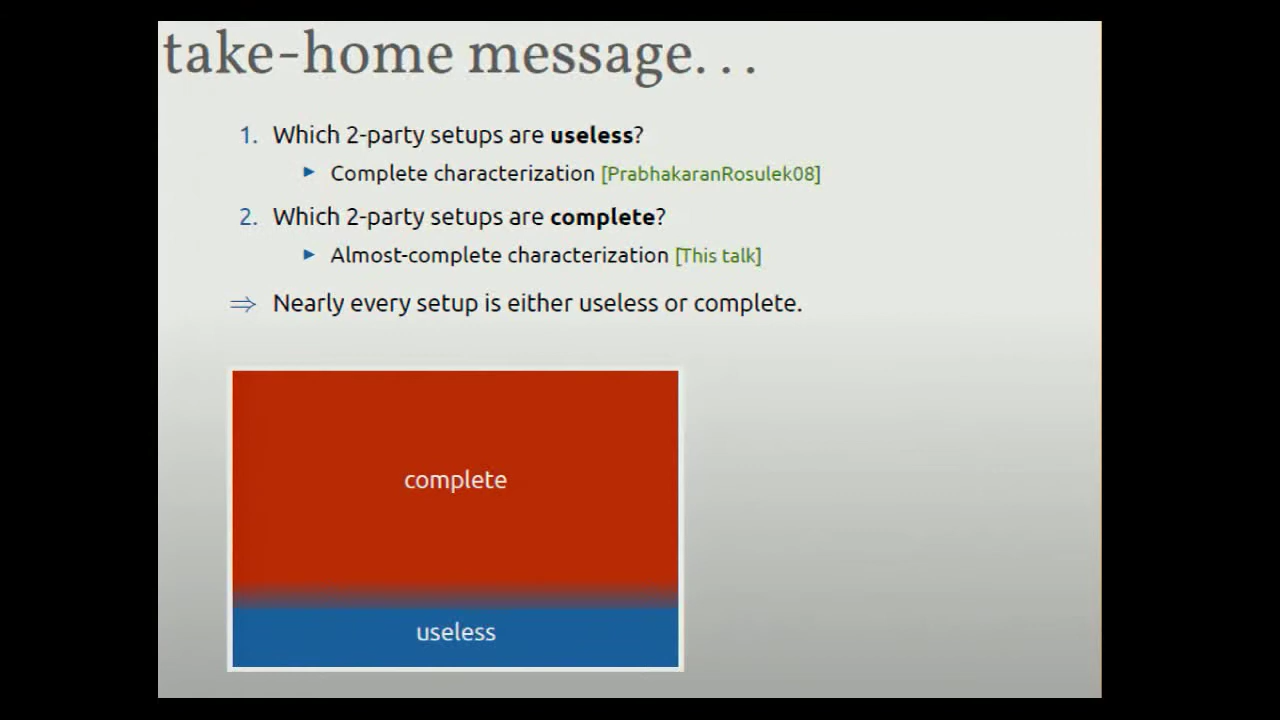 take-home message...
1. Which 2-party setups are useless?
▶ Complete characterization [PrabhakaranRosulek08]
2. Which 2-party setups are complete?
▶ Almost-complete characterization [This talk]
⇒ Nearly every setup is either useless or complete.
complete
useless